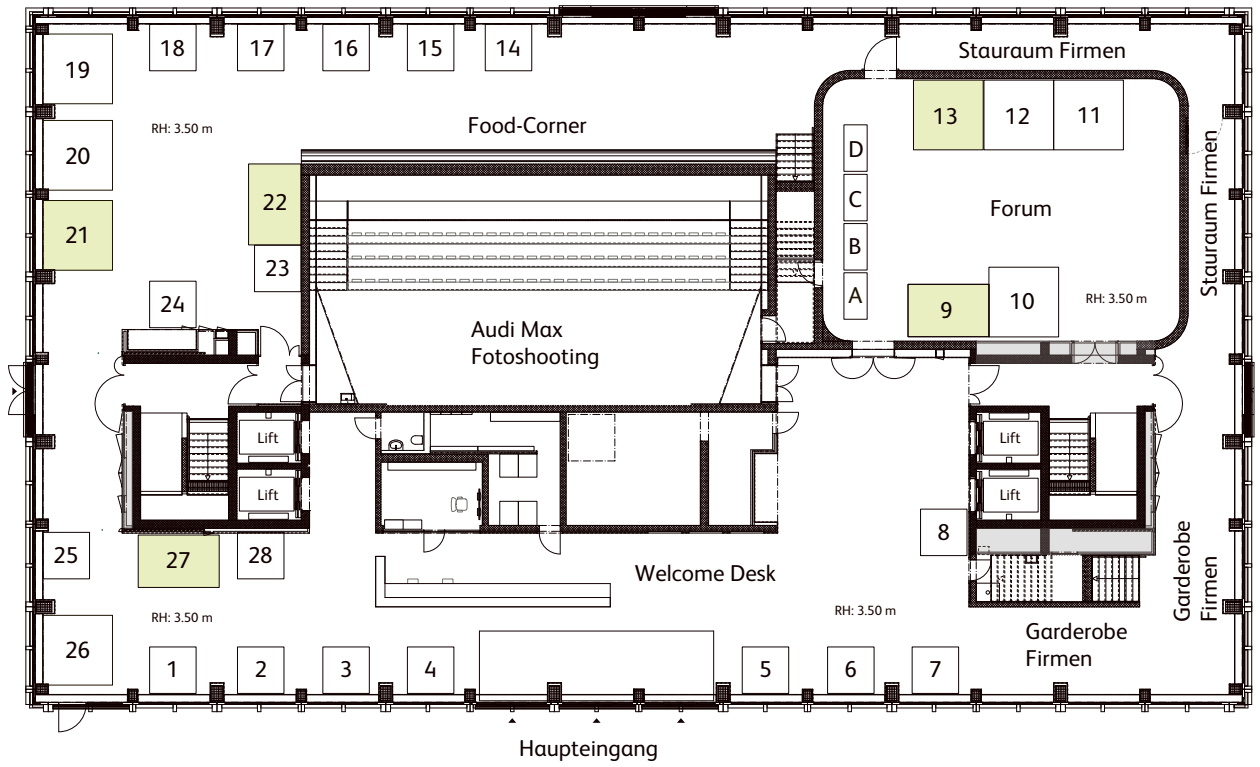 18
17
16
15
14
Stauraum Firmen
19
13
12
11
RH: 3.50 m
Food-Corner
20
D
Stauraum Firmen
22
C
Forum
21
B
23
A
9
10
RH: 3.50 m
24
Audi Max
Fotoshooting
Lift
Lift
Lift
Lift
8
25
27
28
Welcome Desk
Garderobe
Firmen
RH: 3.50 m
RH: 3.50 m
Garderobe
Firmen
26
1
2
3
4
5
6
7
Haupteingang